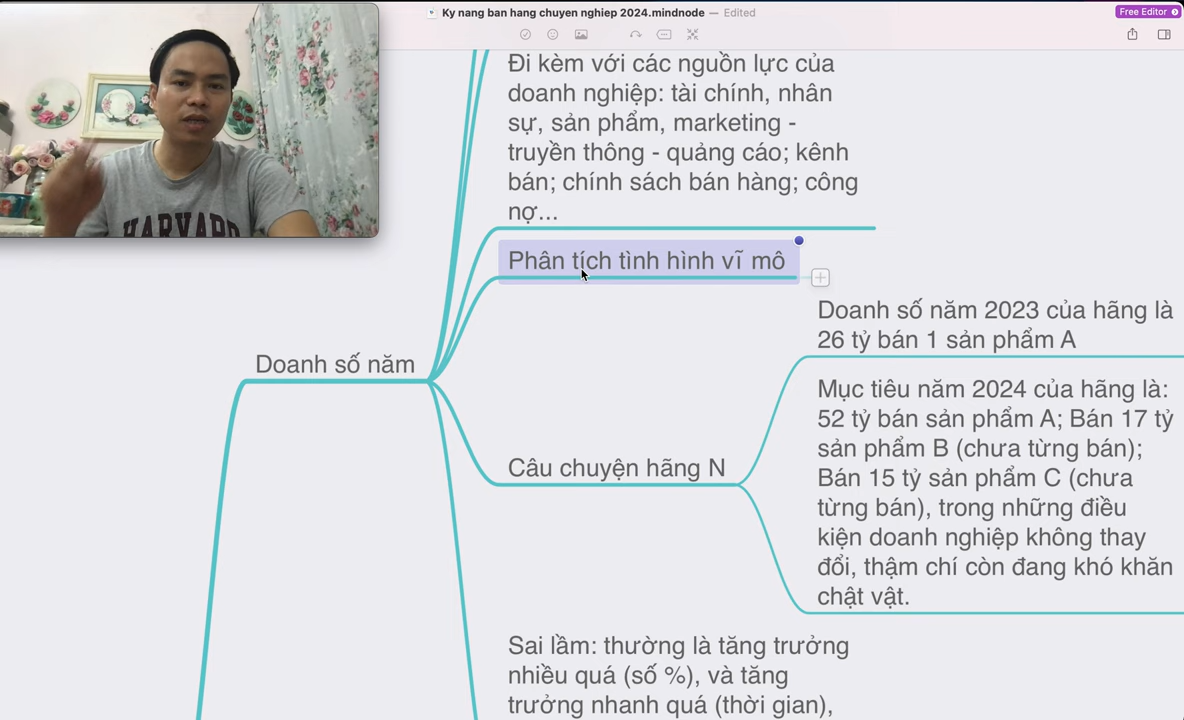 Ky nang ban hang chuyen nghiep 2024.mindnode — Edited
Free Editor
Đi kèm với các nguồn lực của
doanh nghiệp: tài chính, nhân
sự, sản phẩm, marketing -
truyền thông - quảng cáo; kênh
bán; chính sách bán hàng; công
nợ...
HARVARD
Phân tích tình hình vĩ mô
Doanh số năm
Câu chuyện hãng N
Doanh số năm 2023 của hãng là
26 tỷ bán 1 sản phẩm A
Mục tiêu năm 2024 của hãng là:
52 tỷ bán sản phẩm A; Bán 17 tỷ
sản phẩm B (chưa từng bán);
Bán 15 tỷ sản phẩm C (chưa
từng bán), trong những điều
kiện doanh nghiệp không thay
đổi, thậm chí còn đang khó khăn
chật vật.
Sai lầm: thường là tăng trưởng
nhiều quá (số %), và tăng
trưởng nhanh quá (thời gian),